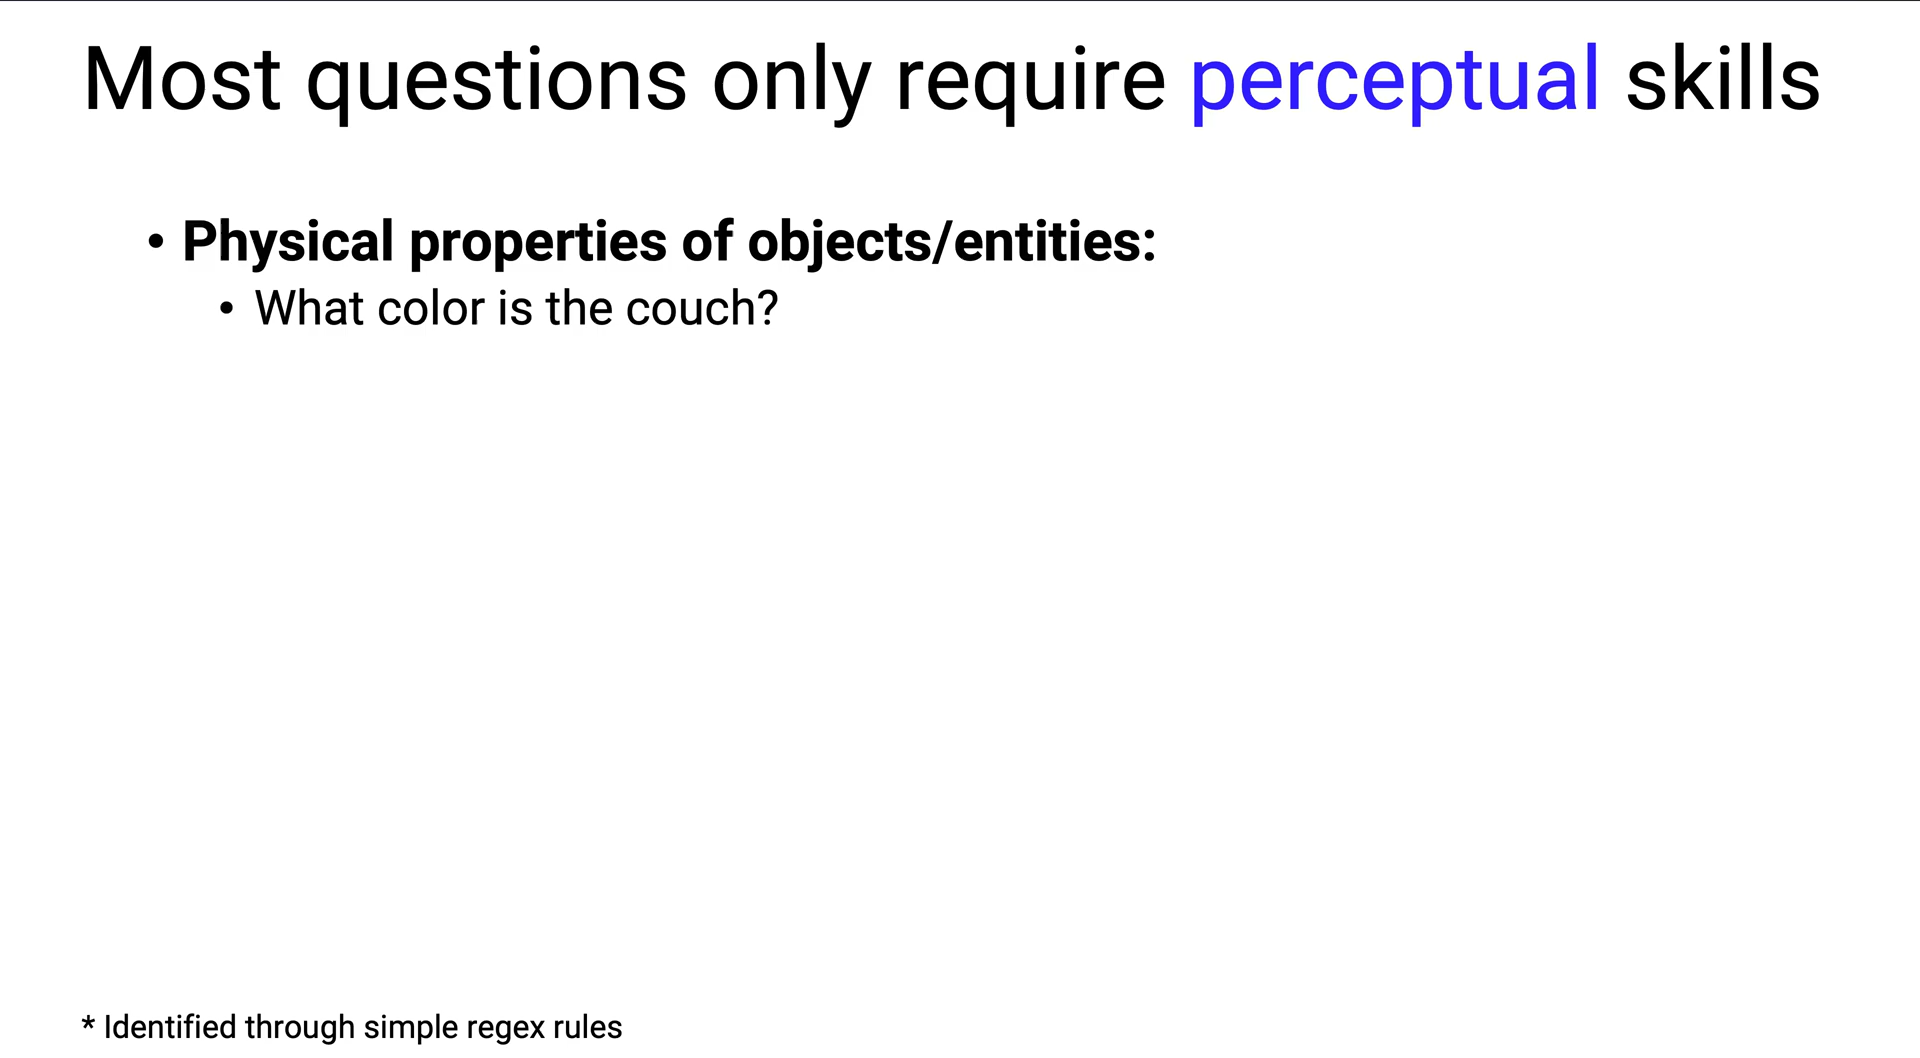 Most questions only require perceptual skills
• Physical properties of objects/entities:
• What color is the couch?
* Identified through simple regex rules